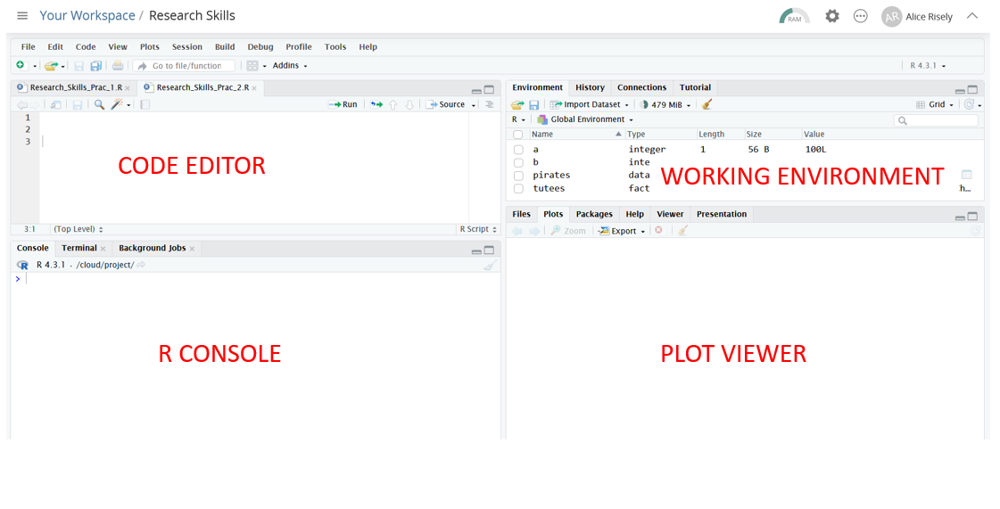 Your Workspace / Research Skills
RAM
AR Alice Risely
File Edit Code View Plots Session Build Debug Profile Tools Help
Go to file/function Addins R 4.3.1
Research_Skills_Prac_1.R × Research_Skills_Prac_2.R ×
Run Source
1
2
3
CODE EDITOR
3:1 (Top Level) R Script
Console Terminal × Background Jobs ×
R 4.3.1 · /cloud/project/
>
R CONSOLE
Environment History Connections Tutorial
Import Dataset 479 MiB Grid
R Global Environment
Name Type Length Size Value
a integer 1 56 B 100L
b inte
pirates data
tutees fact h…
WORKING ENVIRONMENT
Files Plots Packages Help Viewer Presentation
Zoom Export
PLOT VIEWER